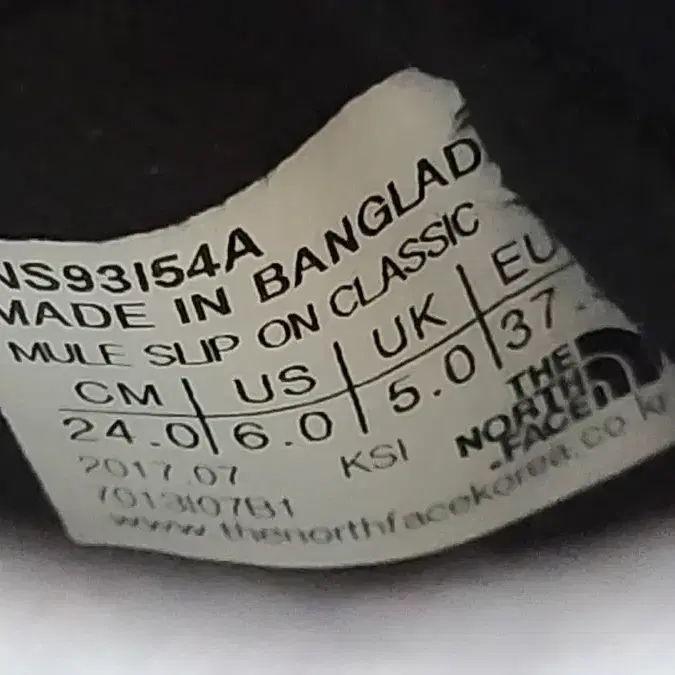 NS93I54A
MADE IN BANGLAD
MULE SLIP ON CLASSIC
CM US UK EU
24.0 6.0 5.0 37
2017.07 KSI
7013I07B1
www.thenorthfacekorea.co.kr
THE
NORTH
FACE